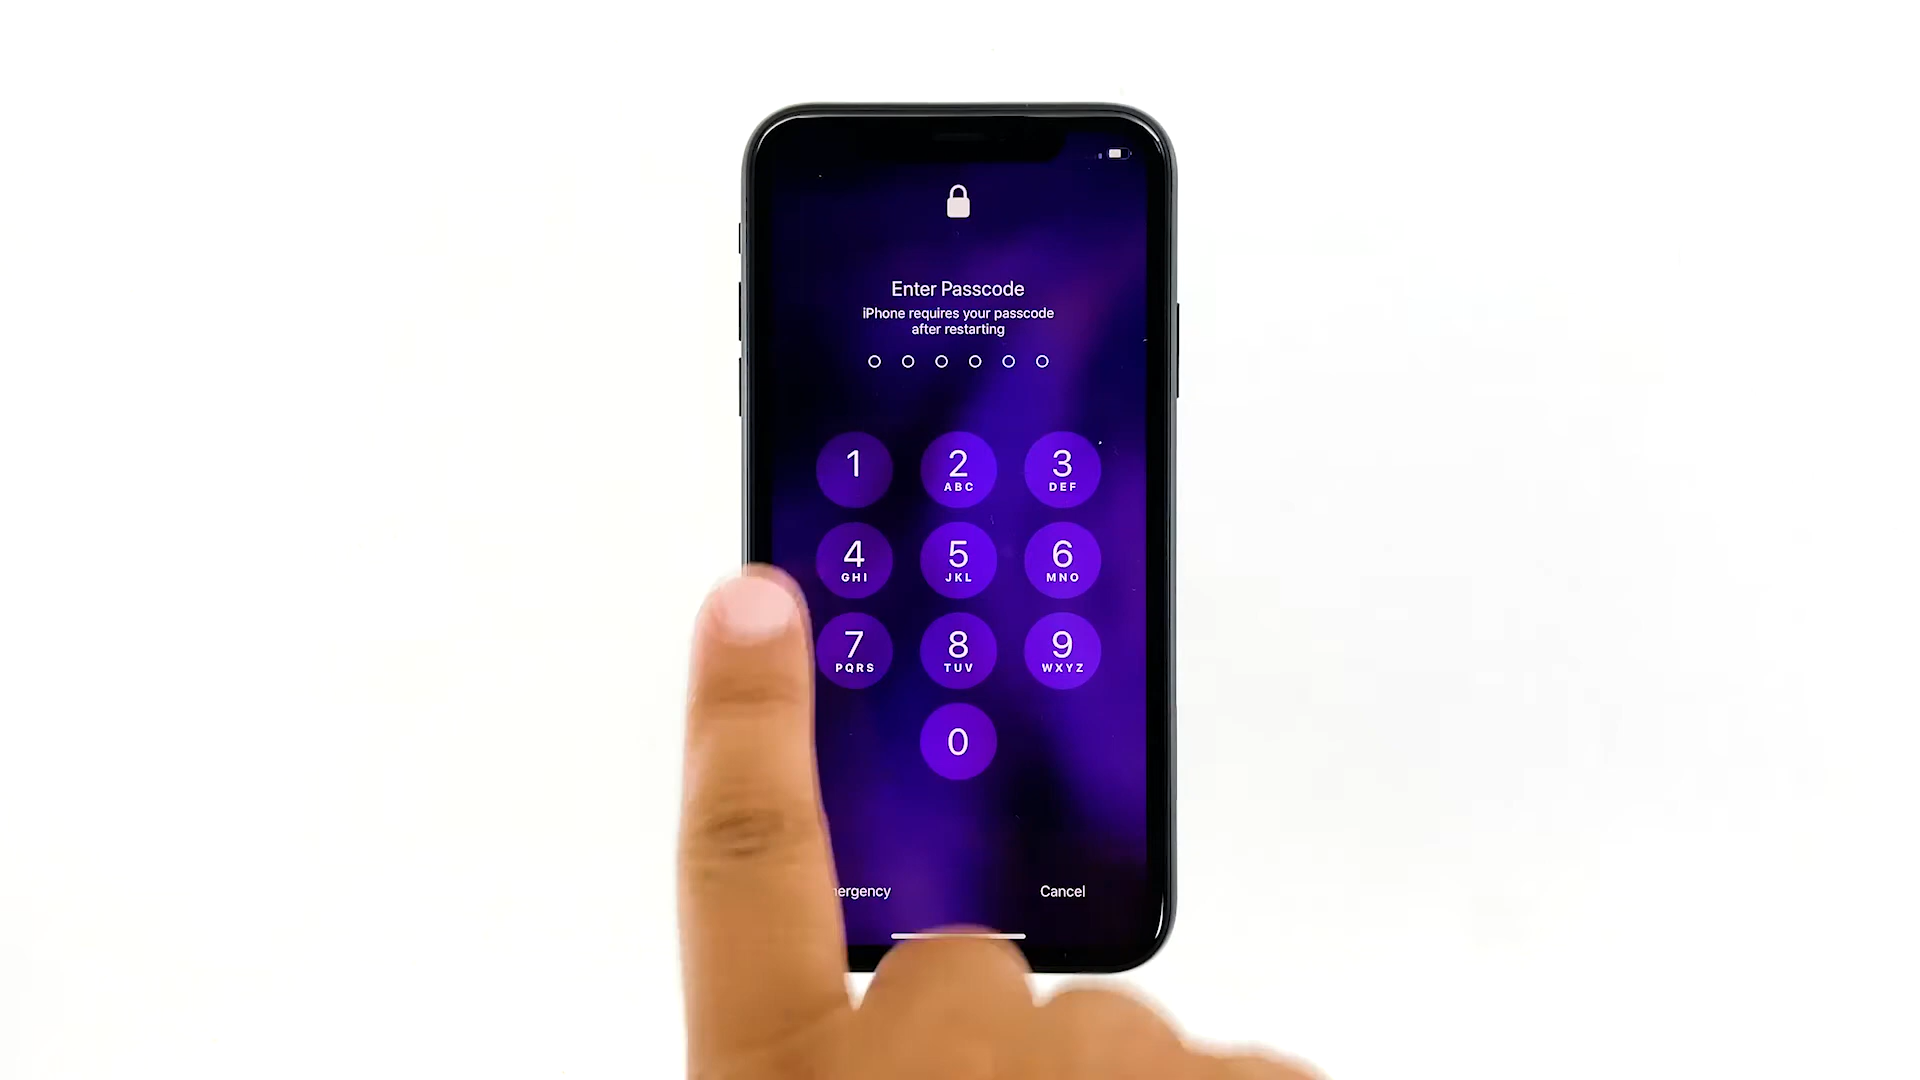 Enter Passcode
iPhone requires your passcode
after restarting
1
2
ABC
3
DEF
4
GHI
5
JKL
6
MNO
7
PQRS
8
TUV
9
WXYZ
0
mergency
Cancel